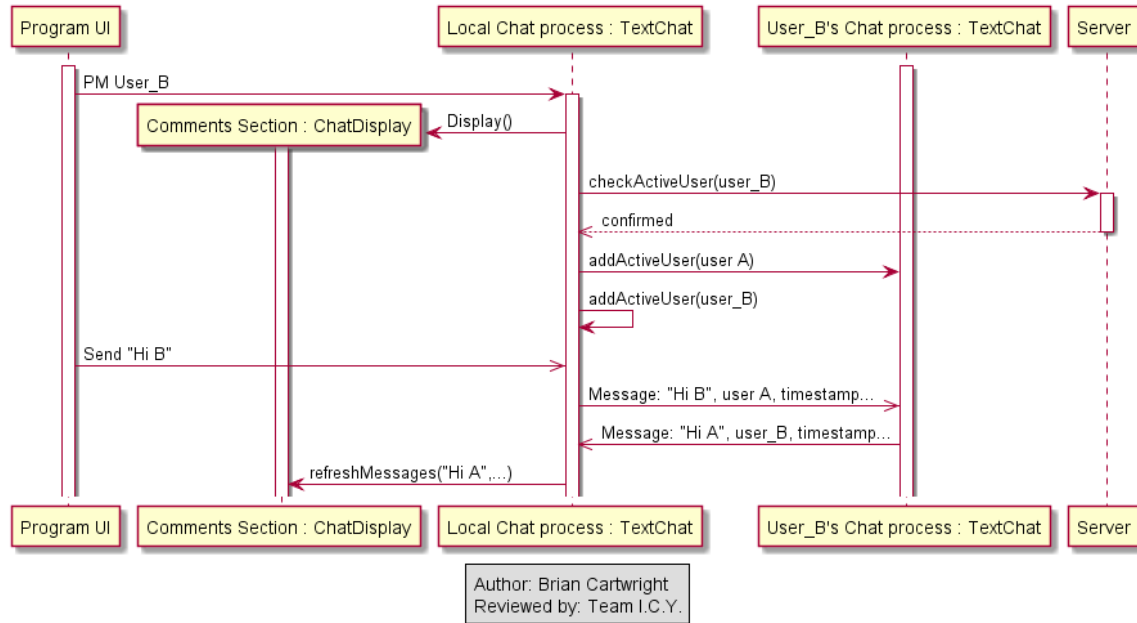 Program UI
Local Chat process : TextChat
User_B's Chat process : TextChat
Server
PM User_B
Comments Section : ChatDisplay
Display()
checkActiveUser(user_B)
confirmed
addActiveUser(user A)
addActiveUser(user_B)
Send "Hi B"
Message: "Hi B", user A, timestamp...
Message: "Hi A", user_B, timestamp...
refreshMessages("Hi A",...)
Program UI
Comments Section : ChatDisplay
Local Chat process : TextChat
User_B's Chat process : TextChat
Server
Author: Brian Cartwright
Reviewed by: Team I.C.Y.